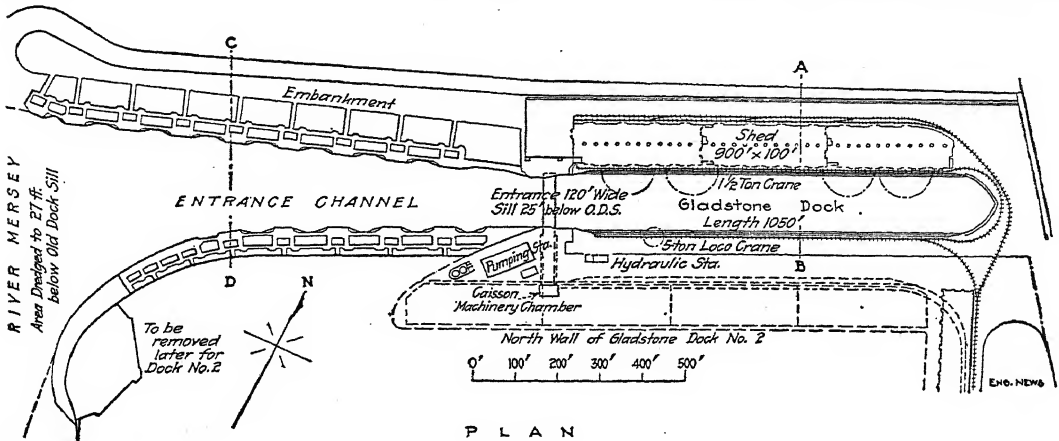 C
A
Embankment
Shed
900'x100'
1½ Ton Crane
RIVER MERSEY
Area Dredged to 27 ft.
below Old Dock Sill
ENTRANCE CHANNEL
Entrance 120' Wide
Sill 25' below O.D.S.
Gladstone Dock
Length 1050'
5 ton Loco Crane
Pumping Sta.
Hydraulic Sta.
D
N
B
Caisson
Machinery Chamber
To be
removed
later for
Dock No. 2
North Wall of Gladstone Dock No. 2
0' 100' 200' 300' 400' 500'
ENG. NEWS
PLAN